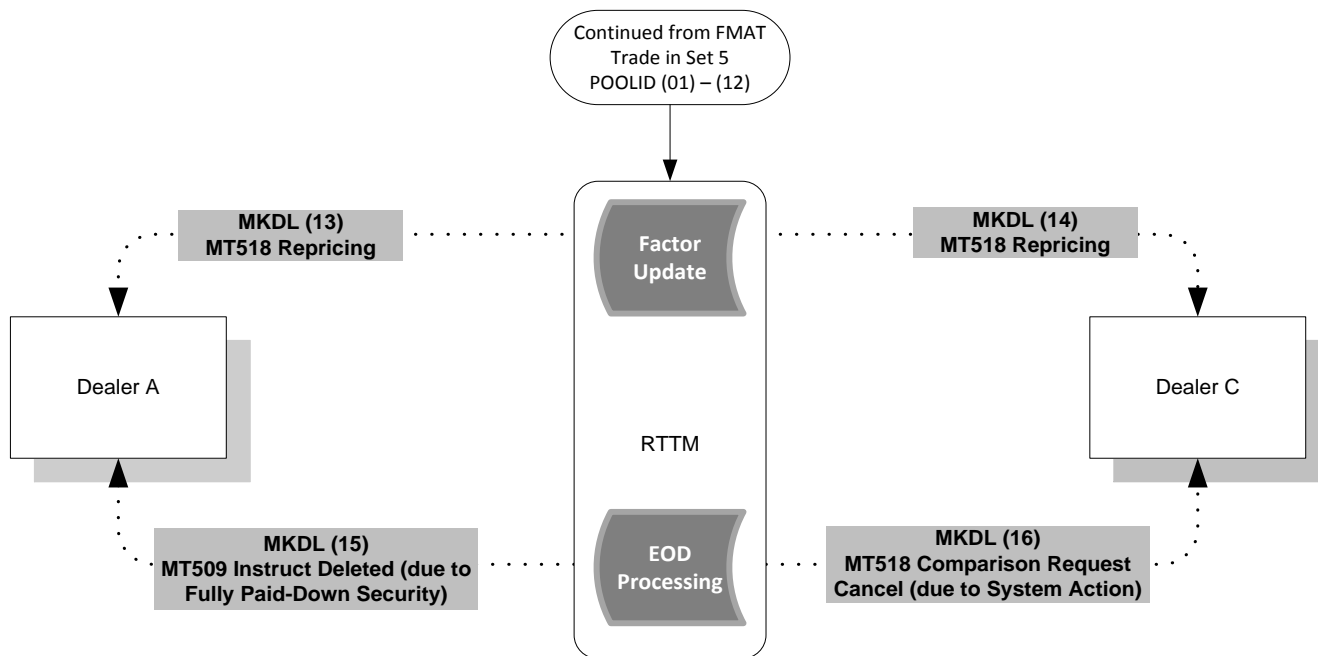 Continued from FMAT
Trade in Set 5
POOLID (01) – (12)
MKDL (13)
MT518 Repricing
Factor
Update
MKDL (14)
MT518 Repricing
Dealer A
Dealer C
RTTM
MKDL (15)
MT509 Instruct Deleted (due to
Fully Paid-Down Security)
EOD
Processing
MKDL (16)
MT518 Comparison Request
Cancel (due to System Action)